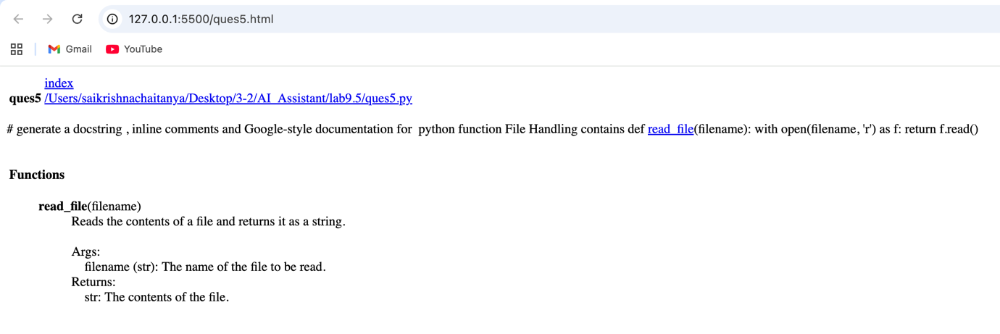 127.0.0.1:5500/ques5.html
Gmail YouTube
index
ques5 /Users/saikrishnachaitanya/Desktop/3-2/AI_Assistant/lab9.5/ques5.py
# generate a docstring , inline comments and Google-style documentation for  python function File Handling contains def read_file(filename): with open(filename, 'r') as f: return f.read()
Functions
read_file(filename)
Reads the contents of a file and returns it as a string.
Args:
filename (str): The name of the file to be read.
Returns:
str: The contents of the file.